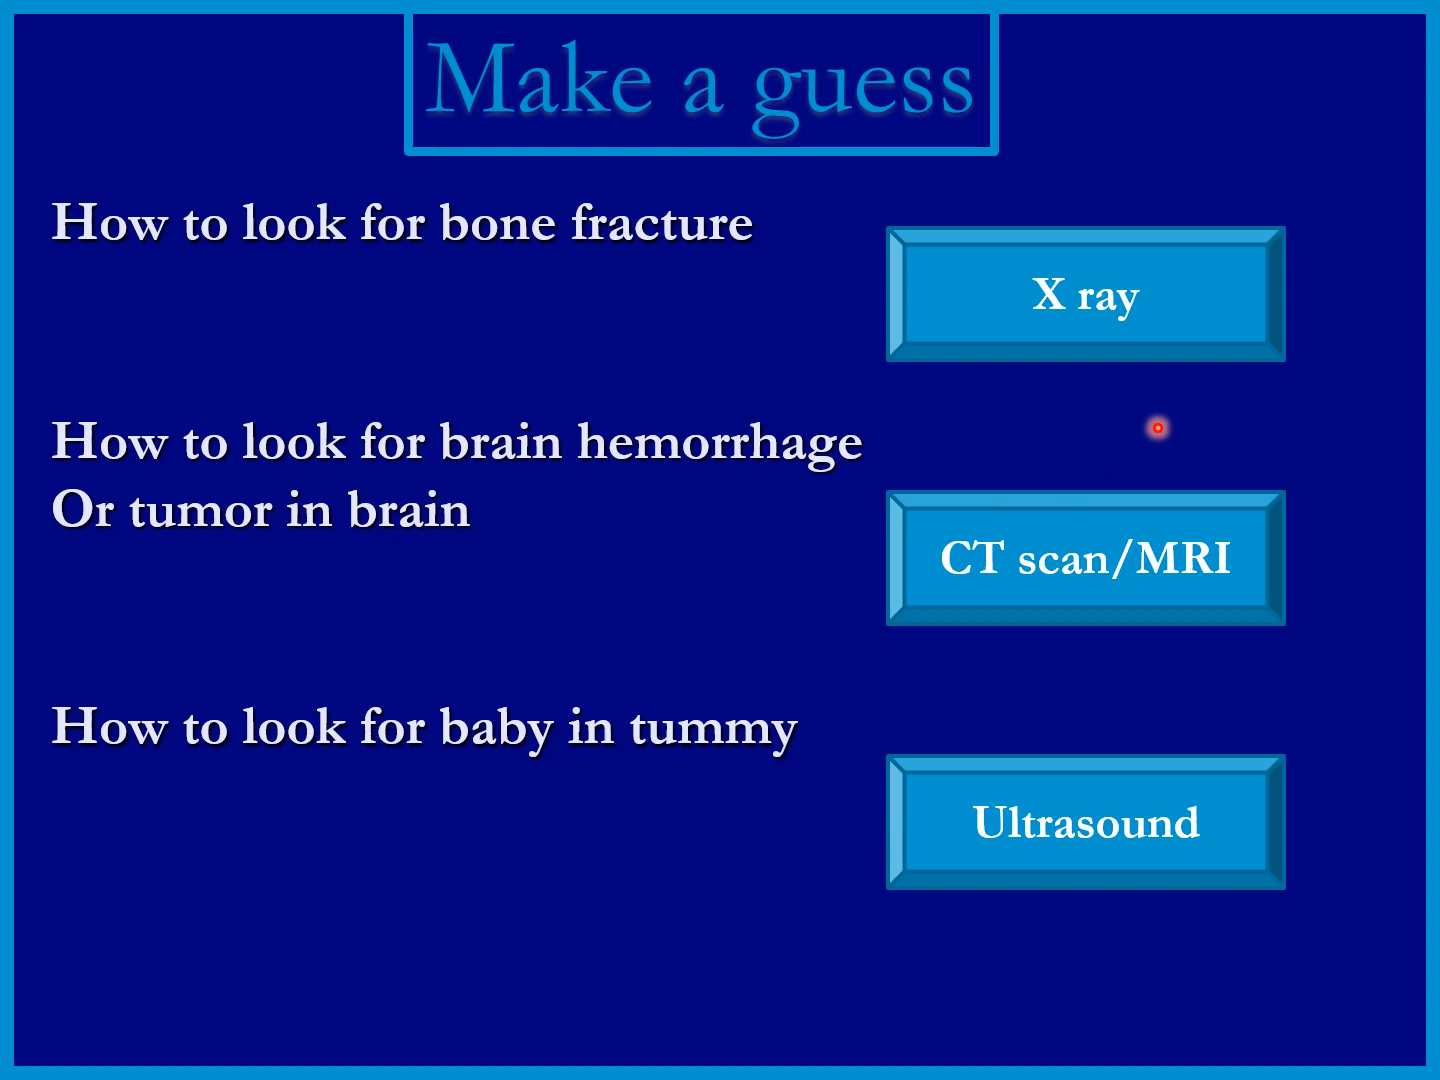 Make a guess
How to look for bone fracture
X ray
How to look for brain hemorrhage
Or tumor in brain
CT scan/MRI
How to look for baby in tummy
Ultrasound